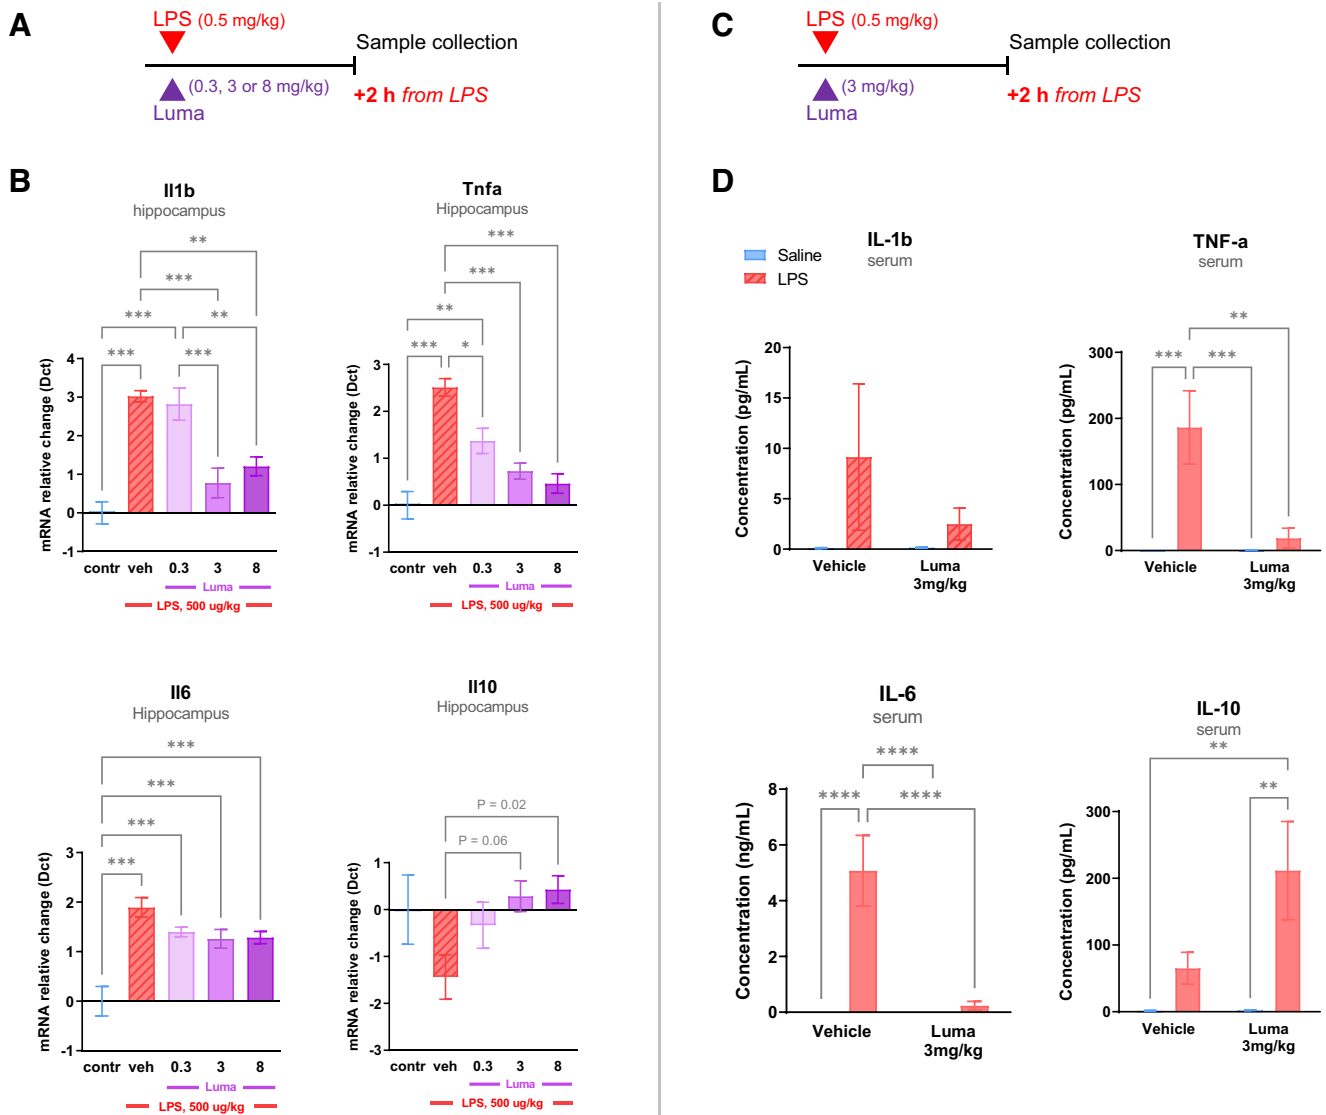 A
LPS (0.5 mg/kg)
Sample collection
(0.3, 3 or 8 mg/kg)
+2 h from LPS
Luma
B
Il1b
hippocampus
**
***
*** **
*** ***
mRNA relative change (Dct)
4
3
2
1
0
-1
contr veh 0.3 3 8
Luma
LPS, 500 ug/kg
Tnfa
Hippocampus
***
***
**
*** *
mRNA relative change (Dct)
3
2
1
0
-1
contr veh 0.3 3 8
Luma
LPS, 500 ug/kg
Il6
Hippocampus
***
***
***
***
mRNA relative change (Dct)
3
2
1
0
-1
contr veh 0.3 3 8
Luma
LPS, 500 ug/kg
Il10
Hippocampus
P = 0.02
P = 0.06
mRNA relative change (Dct)
1
0
-1
-2
-3
contr veh 0.3 3 8
Luma
LPS, 500 ug/kg
C
LPS (0.5 mg/kg)
Sample collection
(3 mg/kg)
+2 h from LPS
Luma
D
Saline
LPS
IL-1b
serum
Concentration (pg/mL)
20
15
10
5
0
Vehicle Luma
3mg/kg
TNF-a
serum
**
*** ***
Concentration (pg/mL)
300
200
100
0
Vehicle Luma
3mg/kg
IL-6
serum
****
**** ****
Concentration (ng/mL)
8
6
4
2
0
Vehicle Luma
3mg/kg
IL-10
serum
**
**
Concentration (pg/mL)
300
200
100
0
Vehicle Luma
3mg/kg